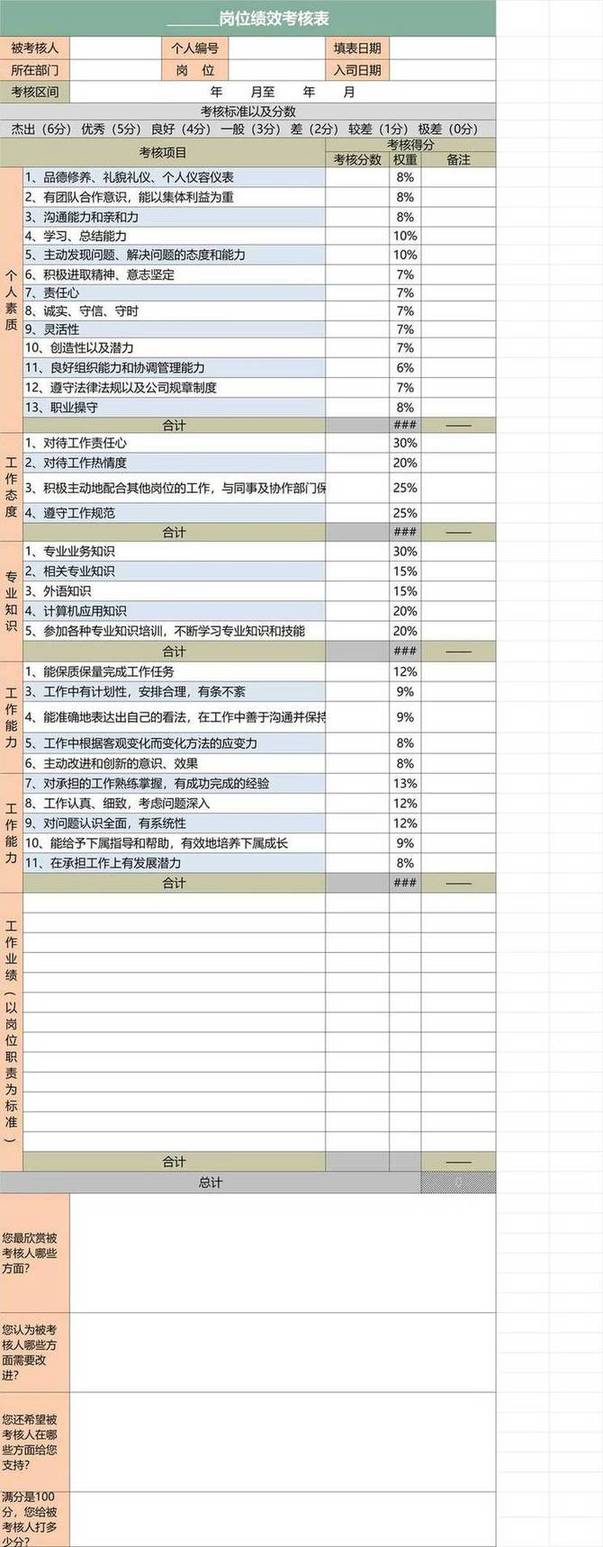 ______岗位绩效考核表
被考核人 个人编号 填表日期
所在部门 岗 位 入司日期
考核区间 年 月至 年 月
考核标准以及分数
杰出（6分） 优秀（5分） 良好（4分） 一般（3分） 差（2分） 较差（1分） 极差（0分）
考核项目 考核得分
考核分数 权重 备注
个人素质
1、品德修养、礼貌礼仪、个人仪容仪表 8%
2、有团队合作意识，能以集体利益为重 8%
3、沟通能力和亲和力 8%
4、学习、总结能力 10%
5、主动发现问题、解决问题的态度和能力 10%
6、积极进取精神、意志坚定 7%
7、责任心 7%
8、诚实、守信、守时 7%
9、灵活性 7%
10、创造性以及潜力 7%
11、良好组织能力和协调管理能力 6%
12、遵守法律法规以及公司规章制度 7%
13、职业操守 8%
合计 ### ——
工作态度
1、对待工作责任心 30%
2、对待工作热情度 20%
3、积极主动地配合其他岗位的工作，与同事及协作部门保 25%
4、遵守工作规范 25%
合计 ### ——
专业知识
1、专业业务知识 30%
2、相关专业知识 15%
3、外语知识 15%
4、计算机应用知识 20%
5、参加各种专业知识培训，不断学习专业知识和技能 20%
合计 ### ——
工作能力
1、能保质保量完成工作任务 12%
3、工作中有计划性，安排合理，有条不紊 9%
4、能准确地表达出自己的看法，在工作中善于沟通并保持 9%
5、工作中根据客观变化而变化方法的应变力 8%
6、主动改进和创新的意识、效果 8%
工作能力
7、对承担的工作熟练掌握，有成功完成的经验 13%
8、工作认真、细致，考虑问题深入 12%
9、对问题认识全面，有系统性 12%
10、能给予下属指导和帮助，有效地培养下属成长 9%
11、在承担工作上有发展潜力 8%
合计 ### ——
工作业绩（以岗位职责为标准）
合计 ——
总计 0
您最欣赏被
考核人哪些
方面?
您认为被考
核人哪些方
面需要改
进?
您还希望被
考核人在哪
些方面给您
支持?
满分是100
分，您给被
考核人打多
少分?